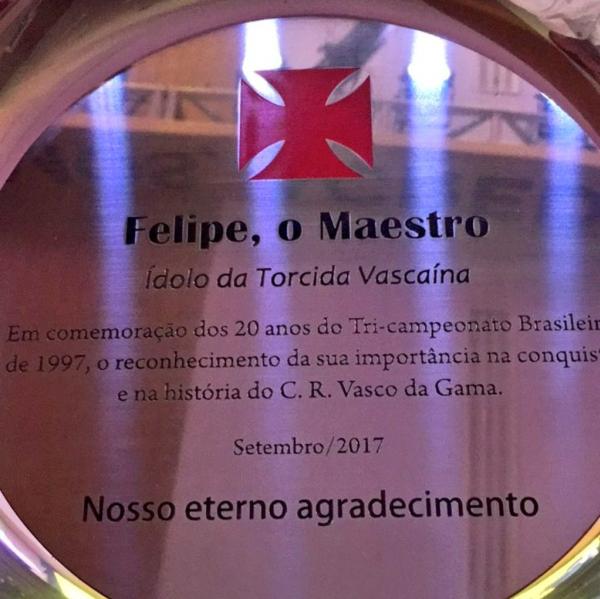 Felipe, o Maestro
Ídolo da Torcida Vascaína
Em comemoração dos 20 anos do Tri-campeonato Brasileir
de 1997, o reconhecimento da sua importância na conquis
e na história do C. R. Vasco da Gama.
Setembro/2017
Nosso eterno agradecimento